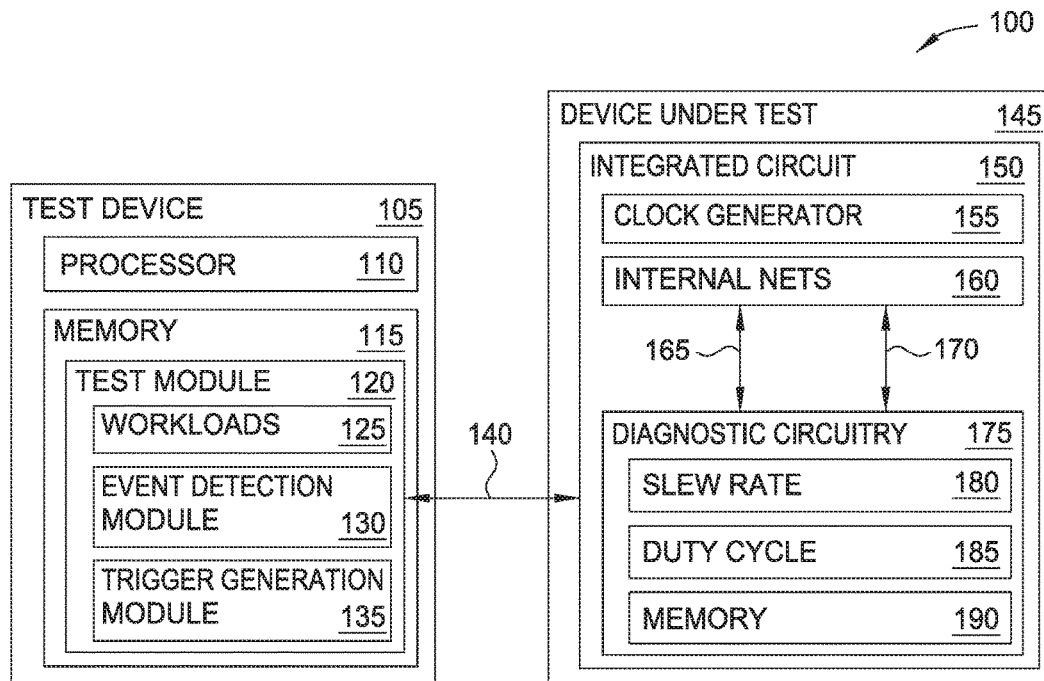 100
DEVICE UNDER TEST 145
INTEGRATED CIRCUIT 150
CLOCK GENERATOR 155
INTERNAL NETS 160
165
170
DIAGNOSTIC CIRCUITRY 175
SLEW RATE 180
DUTY CYCLE 185
MEMORY 190
TEST DEVICE 105
PROCESSOR 110
MEMORY 115
TEST MODULE 120
WORKLOADS 125
EVENT DETECTION
MODULE 130
TRIGGER GENERATION
MODULE 135
140